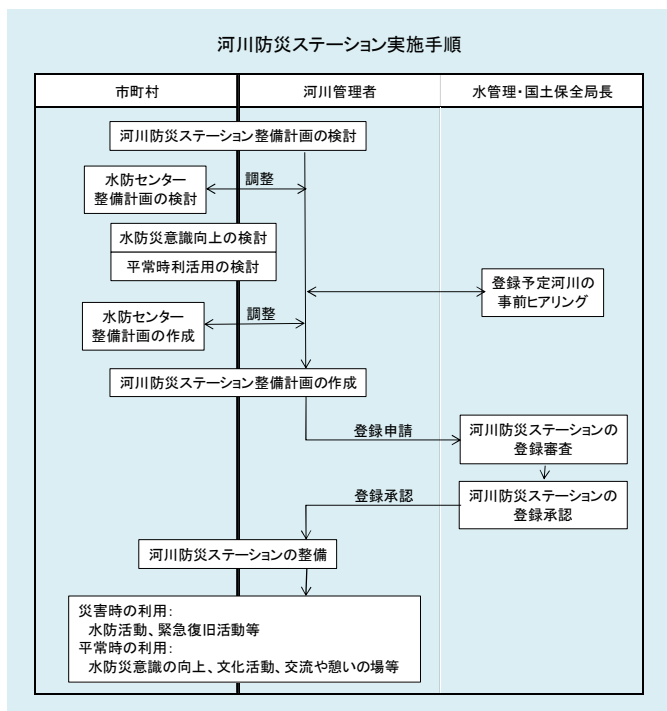 河川防災ステーション実施手順
市町村
河川管理者
水管理・国土保全局長
河川防災ステーション整備計画の検討
水防センター
整備計画の検討
調整
水防災意識向上の検討
平常時利活用の検討
登録予定河川の
事前ヒアリング
水防センター
整備計画の作成
調整
河川防災ステーション整備計画の作成
登録申請
河川防災ステーションの
登録審査
登録承認
河川防災ステーションの
登録承認
河川防災ステーションの整備
災害時の利用:
水防活動、緊急復旧活動等
平常時の利用:
水防災意識の向上、文化活動、交流や憩いの場等